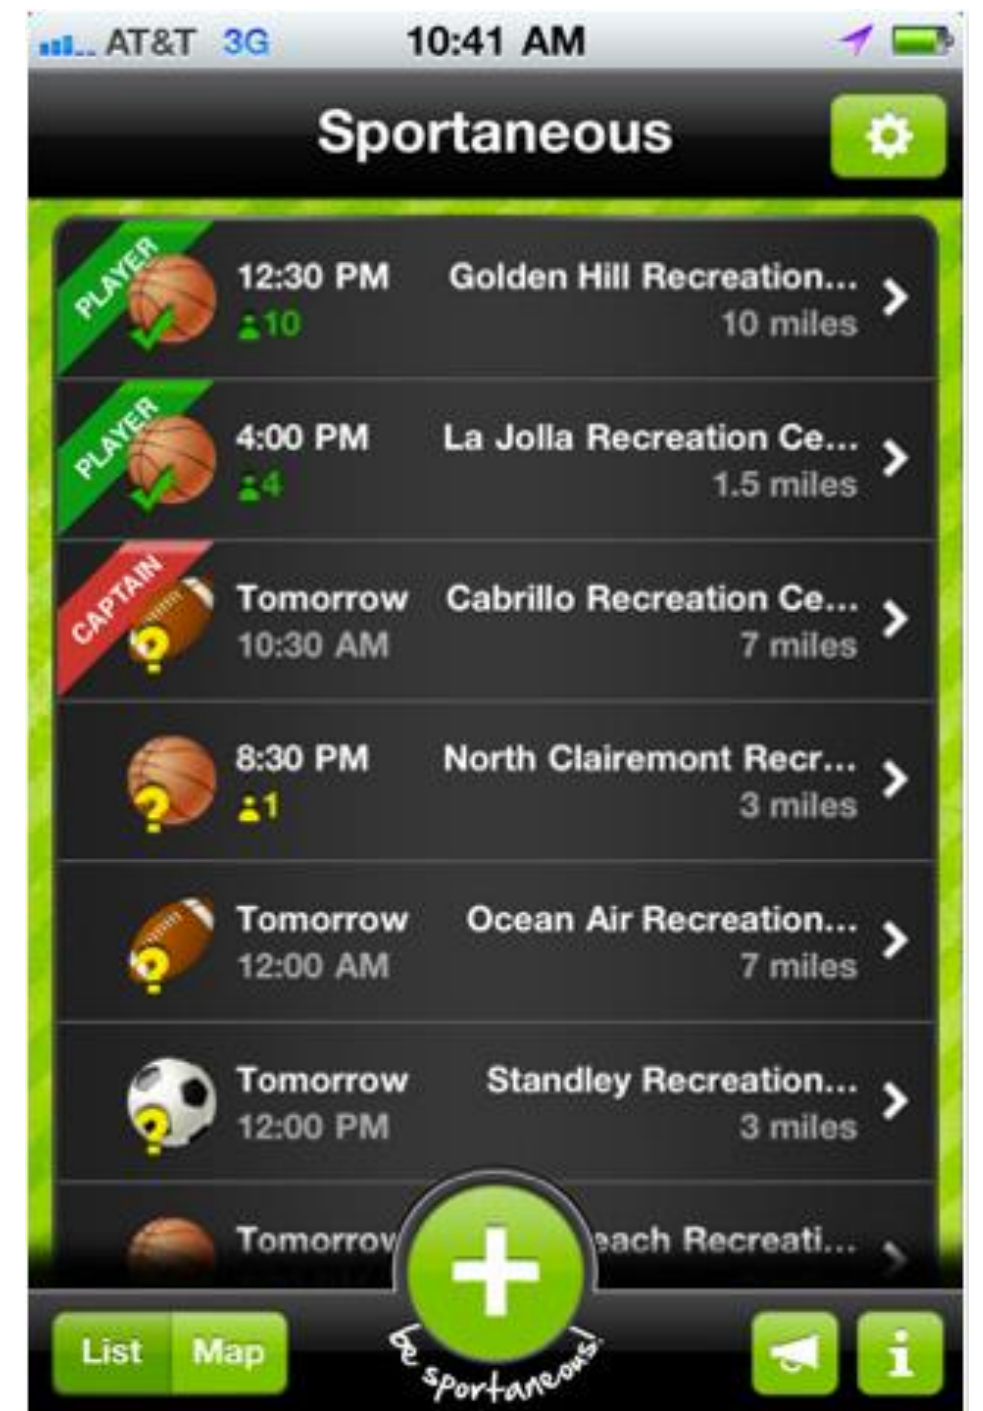 AT&T 3G 10:41 AM
Sportaneous
PLAYER
12:30 PM Golden Hill Recreation...
10 10 miles
PLAYER
4:00 PM La Jolla Recreation Ce...
4 1.5 miles
CAPTAIN
Tomorrow Cabrillo Recreation Ce...
10:30 AM 7 miles
8:30 PM North Clairemont Recr...
1 3 miles
Tomorrow Ocean Air Recreation...
12:00 AM 7 miles
Tomorrow Standley Recreation...
12:00 PM 3 miles
Tomorrow each Recreati...
List Map
be sportaneous!